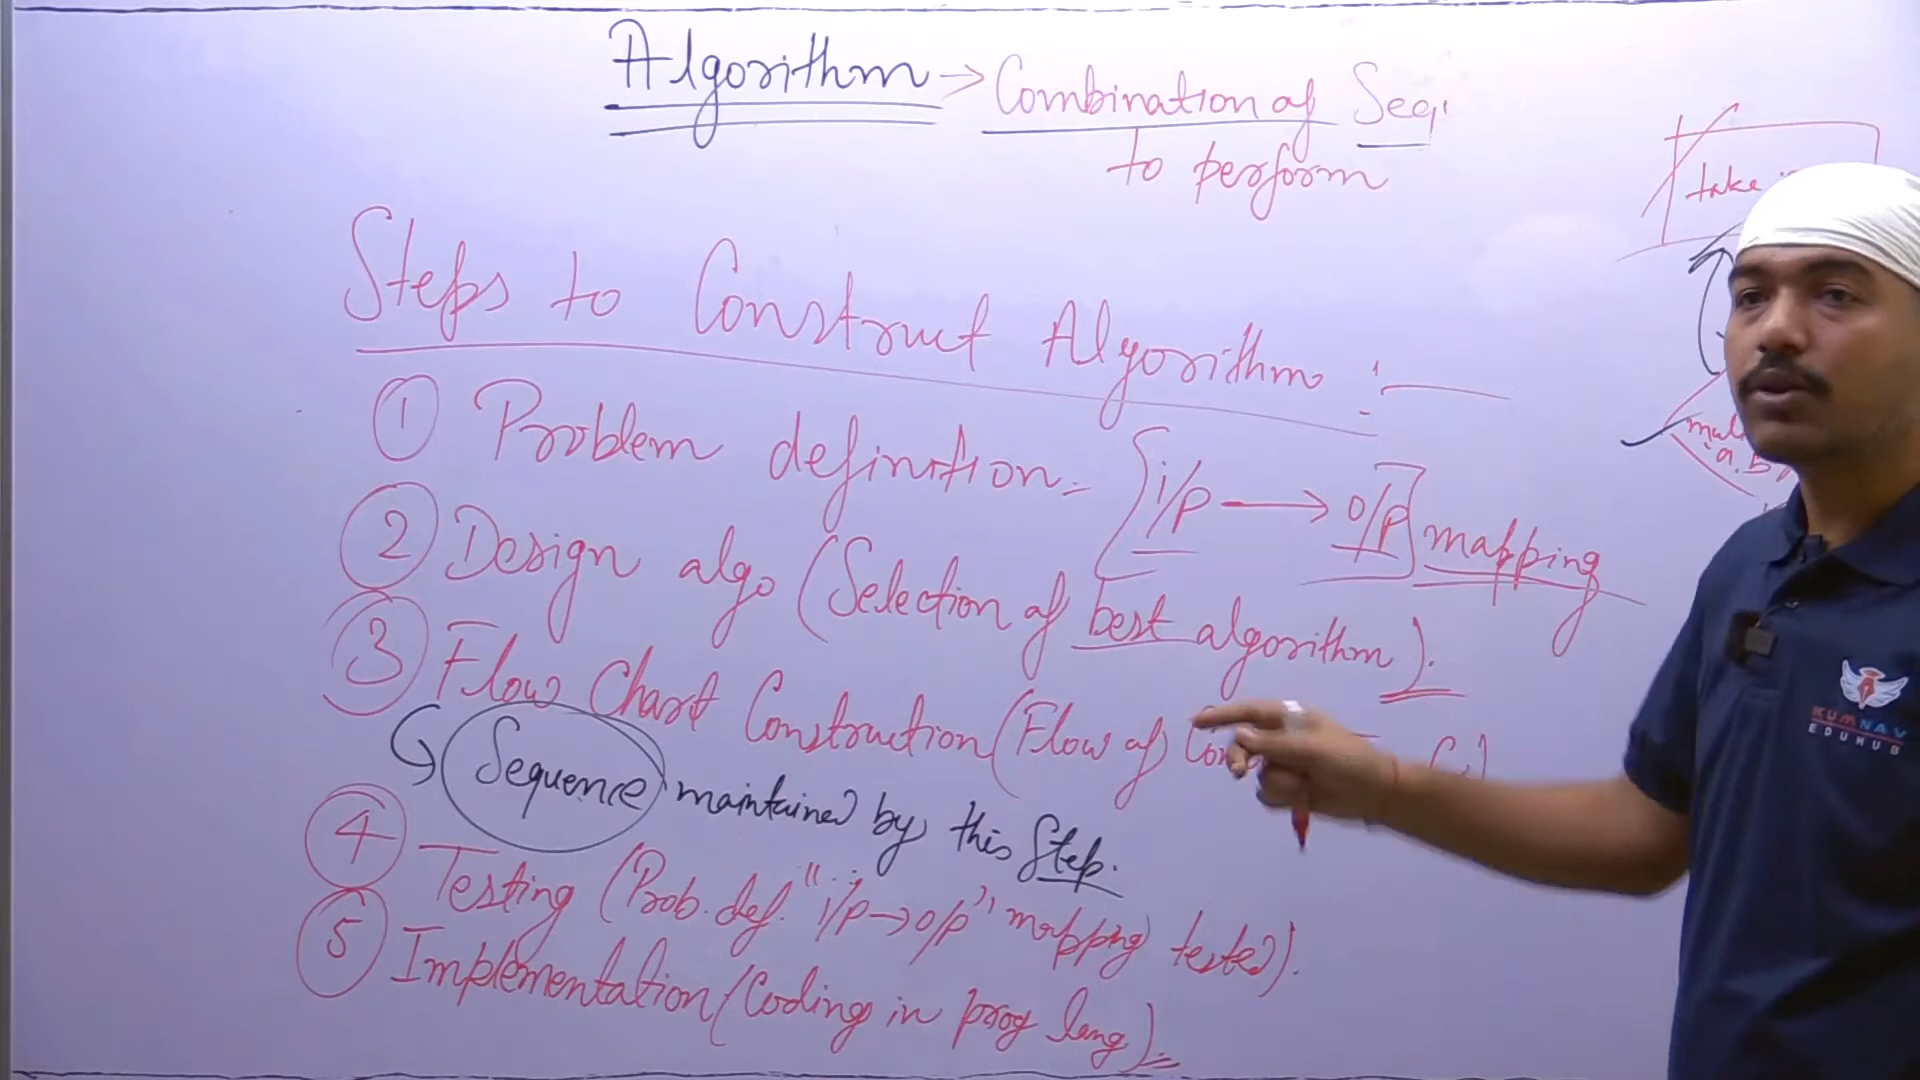 Algorithm → Combination of Seq.
to perform
take
Steps to Construct Algorithm :—
① Problem definition = {i/p → o/p} mapping
② Design algo (Selection of best algorithm).
③ Flow Chart Construction (Flow of
Sequence maintained by this Step.
④ Testing (Prob. def. "i/p → o/p" mapping tested).
⑤ Implementation (Coding in prog lang).
KUMNAV
EDUHUB